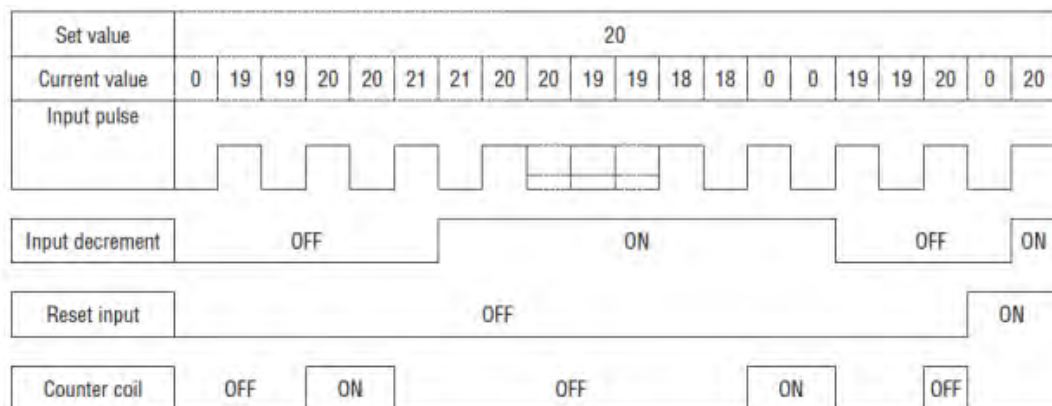 Set value 20
Current value 0 19 19 20 20 21 21 20 20 19 19 18 18 0 0 19 19 20 0 20
Input pulse
Input decrement OFF ON OFF ON
Reset input OFF ON
Counter coil OFF ON OFF ON OFF